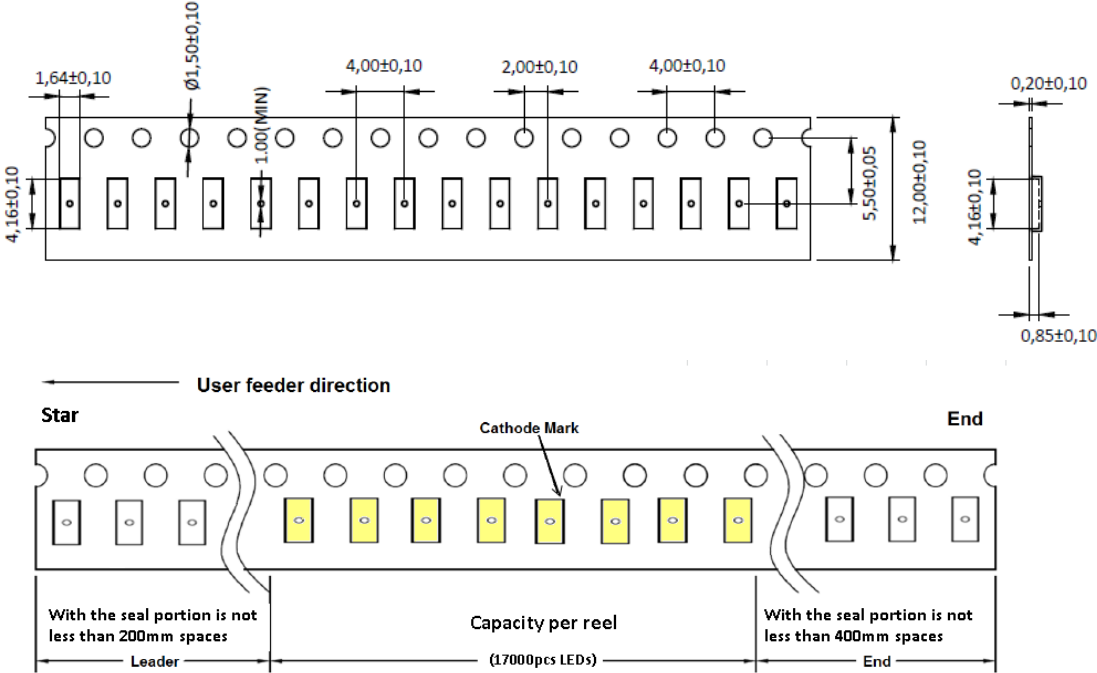 1,64±0,10
Ø1,50±0,10
1.00(MIN)
4,00±0,10
2,00±0,10
4,00±0,10
0,20±0,10
4,16±0,10
5,50±0,05
12,00±0,10
4,16±0,10
0,85±0,10
User feeder direction
Star
End
Cathode Mark
With the seal portion is not
less than 200mm spaces
Leader
Capacity per reel
(17000pcs LEDs)
With the seal portion is not
less than 400mm spaces
End